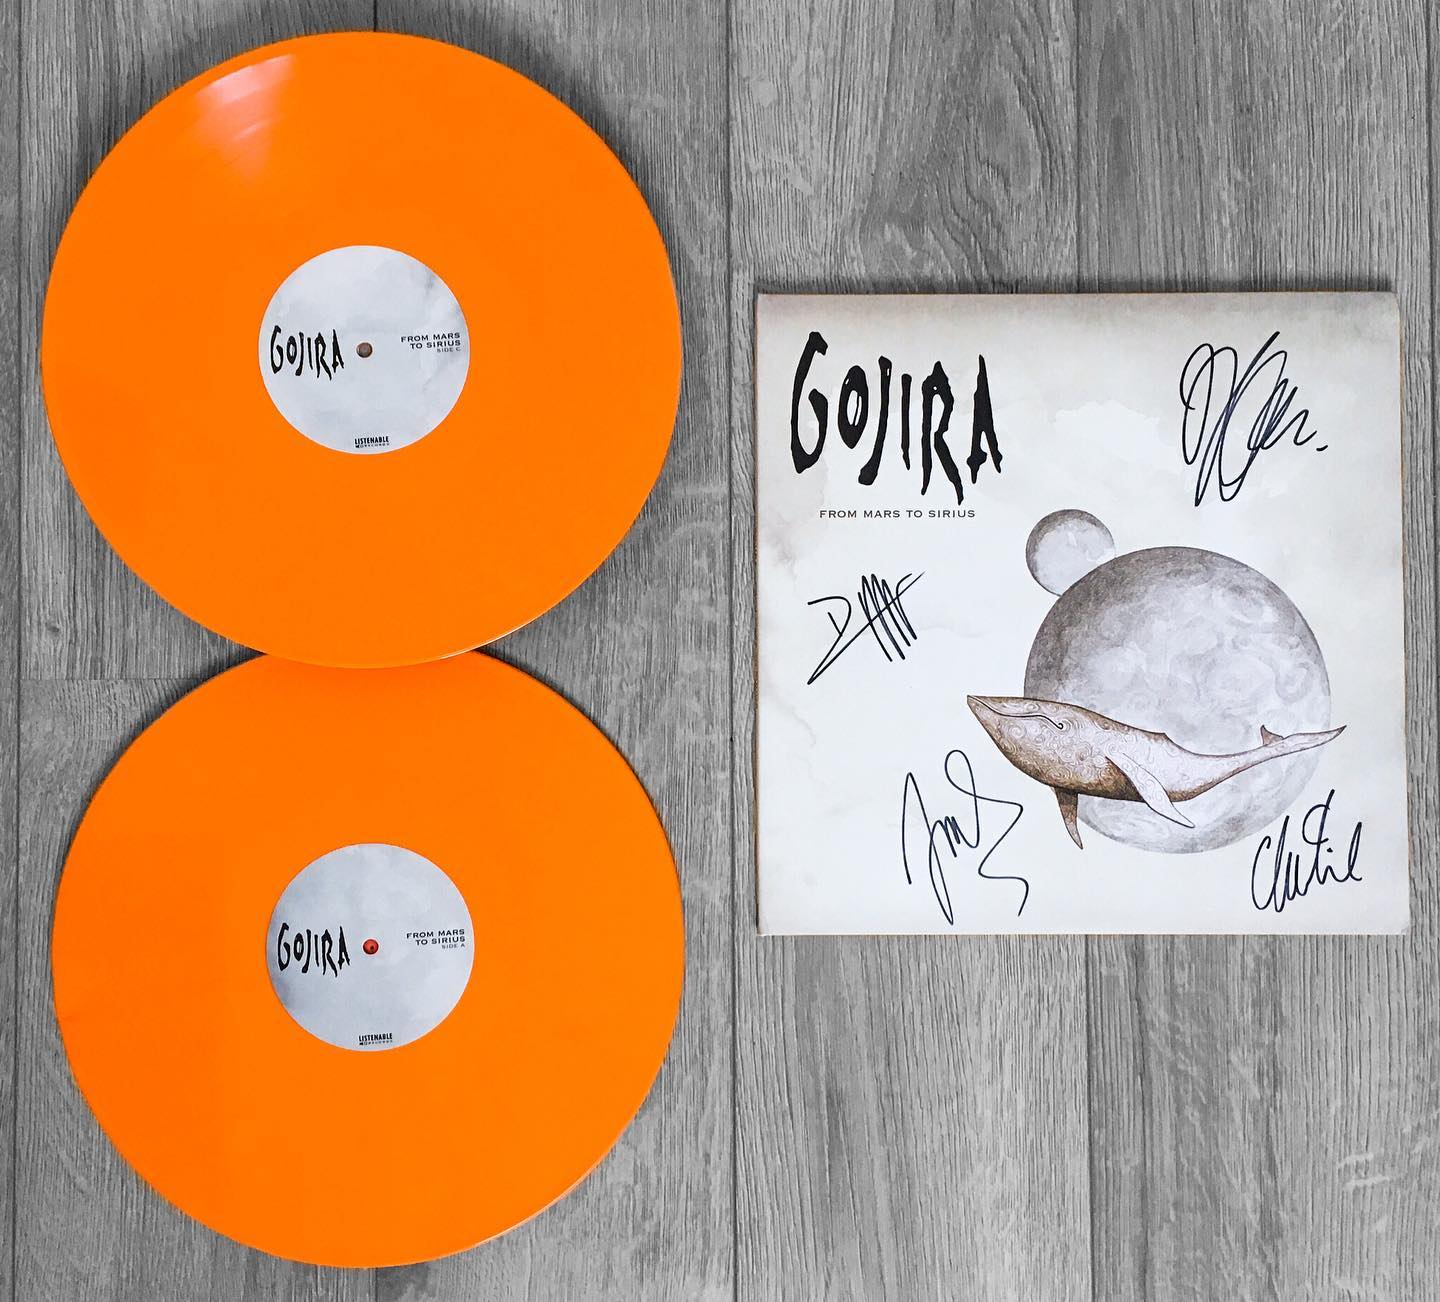 GOJIRA
FROM MARS
TO SIRIUS
SIDE C
LISTENABLE
RECORDS
GOJIRA
FROM MARS
TO SIRIUS
SIDE A
LISTENABLE
RECORDS
GOJIRA
FROM MARS TO SIRIUS